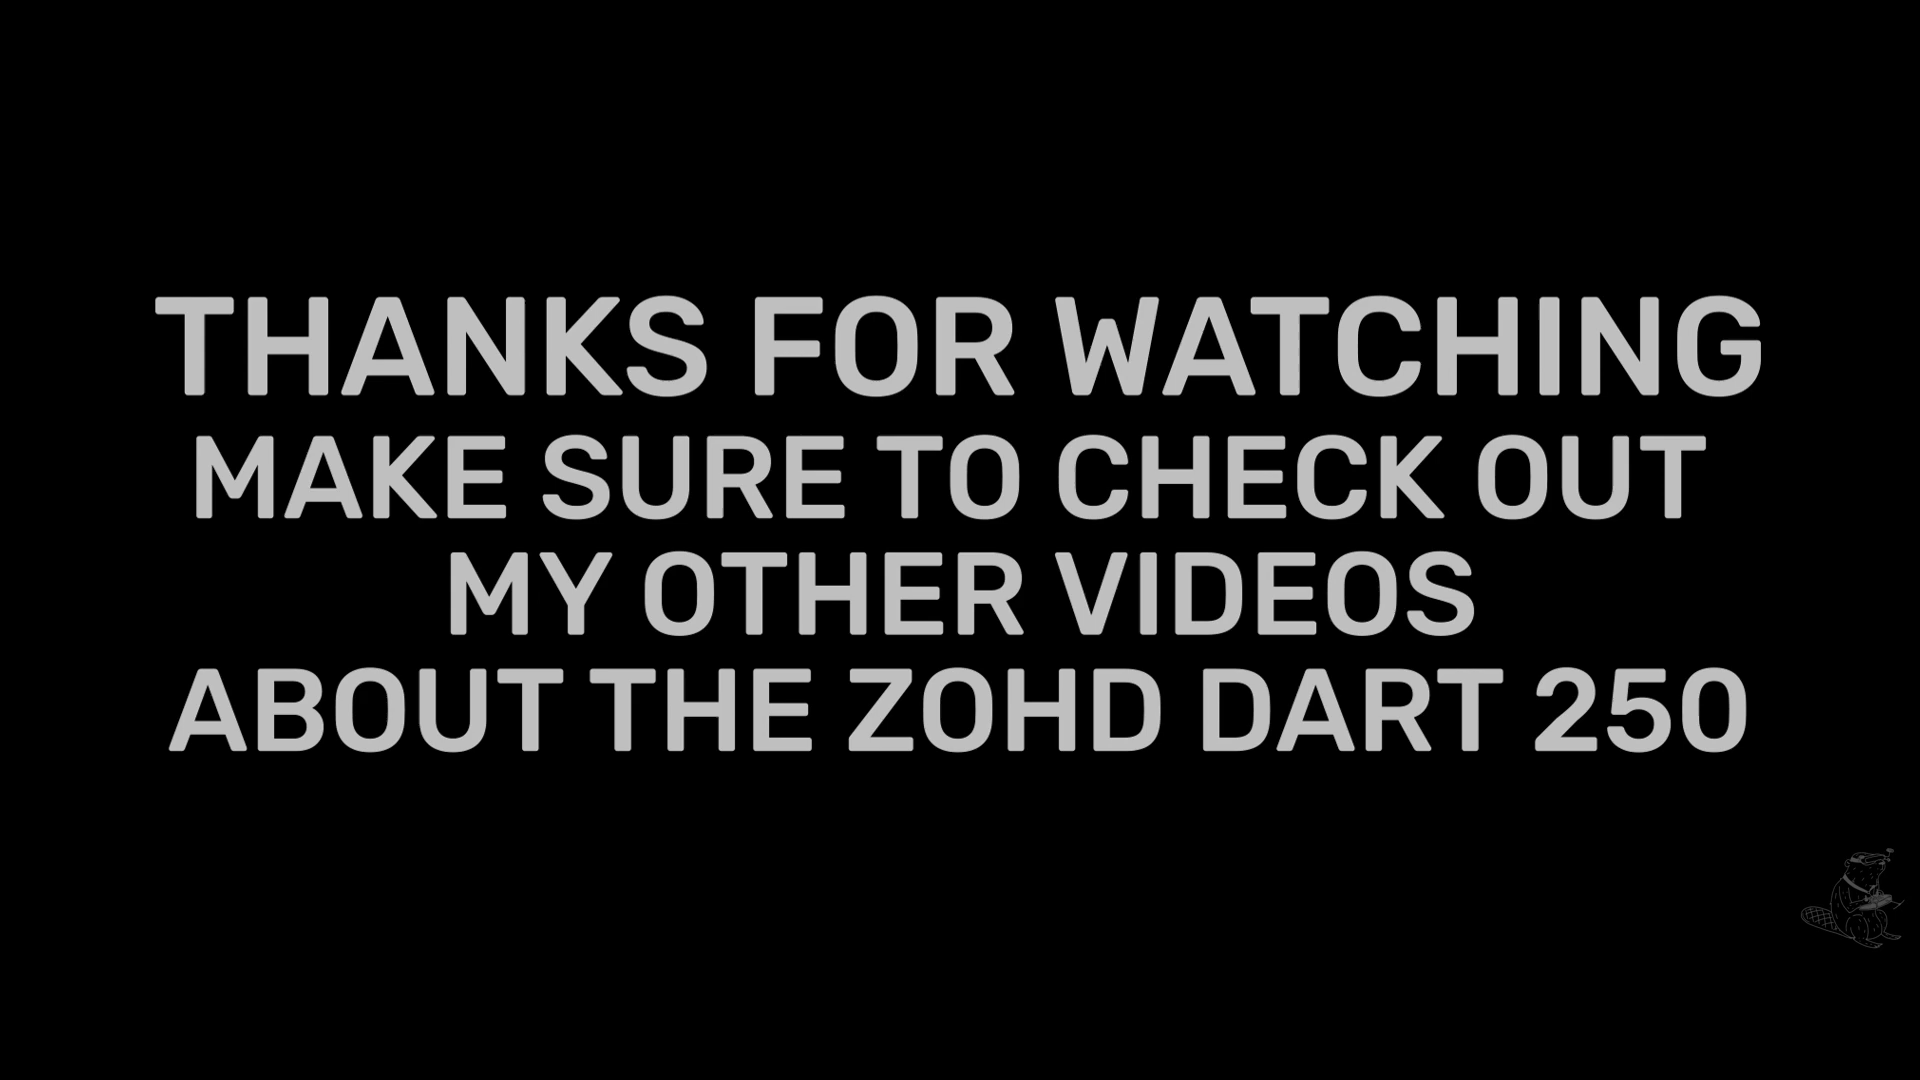 THANKS FOR WATCHING
MAKE SURE TO CHECK OUT
MY OTHER VIDEOS
ABOUT THE ZOHD DART 250